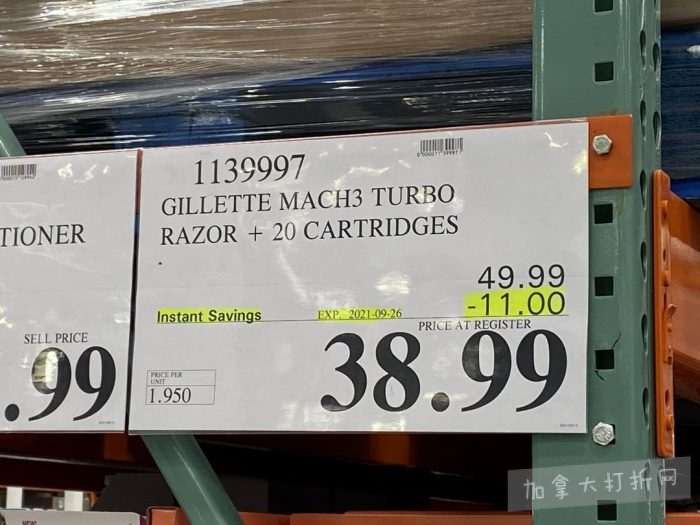 1139997
GILLETTE MACH3 TURBO
RAZOR + 20 CARTRIDGES
49.99
Instant Savings EXP. 2021-09-26 -11.00
PRICE AT REGISTER
38.99
PRICE PER
UNIT
1.950
TIONER
SELL PRICE
.99
加拿大打折网